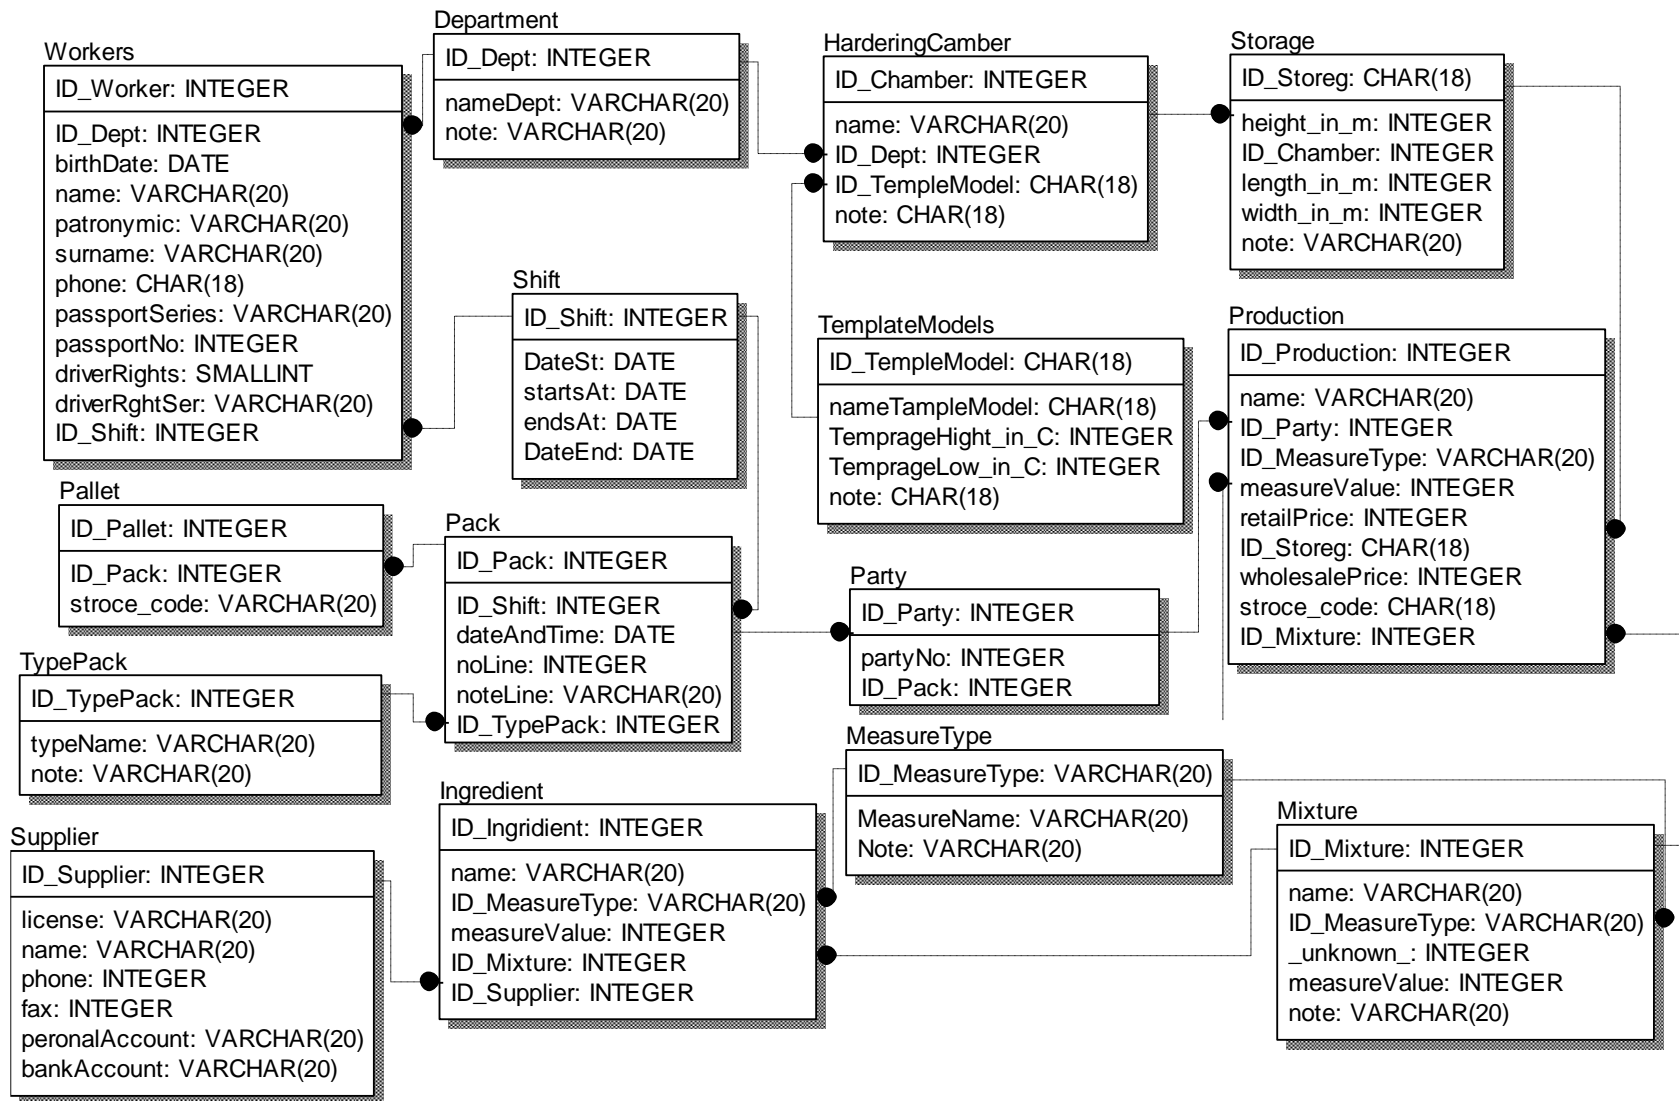 Workers
ID_Worker: INTEGER
ID_Dept: INTEGER
birthDate: DATE
name: VARCHAR(20)
patronymic: VARCHAR(20)
surname: VARCHAR(20)
phone: CHAR(18)
passportSeries: VARCHAR(20)
passportNo: INTEGER
driverRights: SMALLINT
driverRghtSer: VARCHAR(20)
ID_Shift: INTEGER
Department
ID_Dept: INTEGER
nameDept: VARCHAR(20)
note: VARCHAR(20)
HarderingCamber
ID_Chamber: INTEGER
name: VARCHAR(20)
ID_Dept: INTEGER
ID_TempleModel: CHAR(18)
note: CHAR(18)
Storage
ID_Storeg: CHAR(18)
height_in_m: INTEGER
ID_Chamber: INTEGER
length_in_m: INTEGER
width_in_m: INTEGER
note: VARCHAR(20)
Shift
ID_Shift: INTEGER
DateSt: DATE
startsAt: DATE
endsAt: DATE
DateEnd: DATE
TemplateModels
ID_TempleModel: CHAR(18)
nameTampleModel: CHAR(18)
TemprageHight_in_C: INTEGER
TemprageLow_in_C: INTEGER
note: CHAR(18)
Production
ID_Production: INTEGER
name: VARCHAR(20)
ID_Party: INTEGER
ID_MeasureType: VARCHAR(20)
measureValue: INTEGER
retailPrice: INTEGER
ID_Storeg: CHAR(18)
wholesalePrice: INTEGER
stroce_code: CHAR(18)
ID_Mixture: INTEGER
Pallet
ID_Pallet: INTEGER
ID_Pack: INTEGER
stroce_code: VARCHAR(20)
Pack
ID_Pack: INTEGER
ID_Shift: INTEGER
dateAndTime: DATE
noLine: INTEGER
noteLine: VARCHAR(20)
ID_TypePack: INTEGER
Party
ID_Party: INTEGER
partyNo: INTEGER
ID_Pack: INTEGER
TypePack
ID_TypePack: INTEGER
typeName: VARCHAR(20)
note: VARCHAR(20)
MeasureType
ID_MeasureType: VARCHAR(20)
MeasureName: VARCHAR(20)
Note: VARCHAR(20)
Ingredient
ID_Ingridient: INTEGER
name: VARCHAR(20)
ID_MeasureType: VARCHAR(20)
measureValue: INTEGER
ID_Mixture: INTEGER
ID_Supplier: INTEGER
Mixture
ID_Mixture: INTEGER
name: VARCHAR(20)
ID_MeasureType: VARCHAR(20)
_unknown_: INTEGER
measureValue: INTEGER
note: VARCHAR(20)
Supplier
ID_Supplier: INTEGER
license: VARCHAR(20)
name: VARCHAR(20)
phone: INTEGER
fax: INTEGER
peronalAccount: VARCHAR(20)
bankAccount: VARCHAR(20)